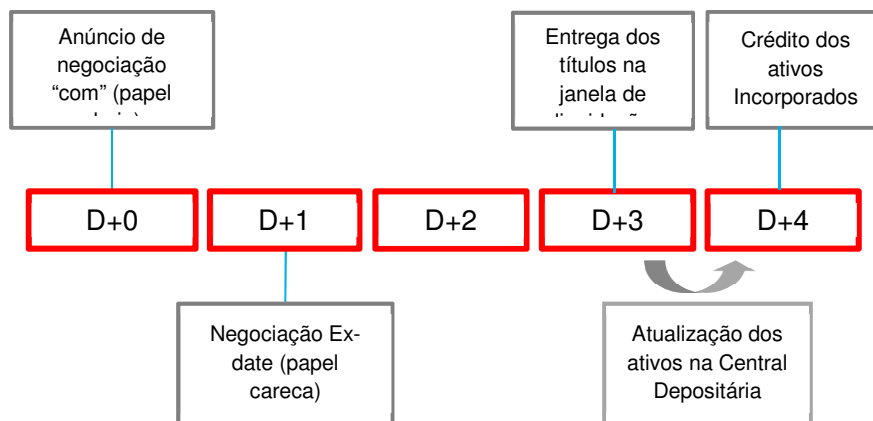 Anúncio de
negociação
“com” (papel
Entrega dos
títulos na
janela de
Crédito dos
ativos
Incorporados
D+0
D+1
D+2
D+3
D+4
Negociação Ex-
date (papel
careca)
Atualização dos
ativos na Central
Depositária